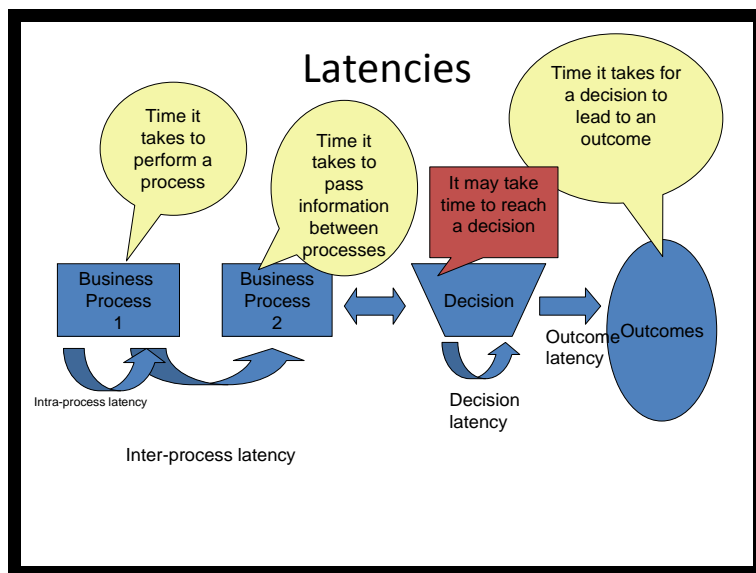 Latencies
Time it
takes to
perform a
process
Time it
takes to
pass
information
between
processes
It may take
time to reach
a decision
Time it takes for
a decision to
lead to an
outcome
Business
Process
1
Business
Process
2
Decision
Outcomes
Outcome
latency
Intra-process latency
Decision
latency
Inter-process latency